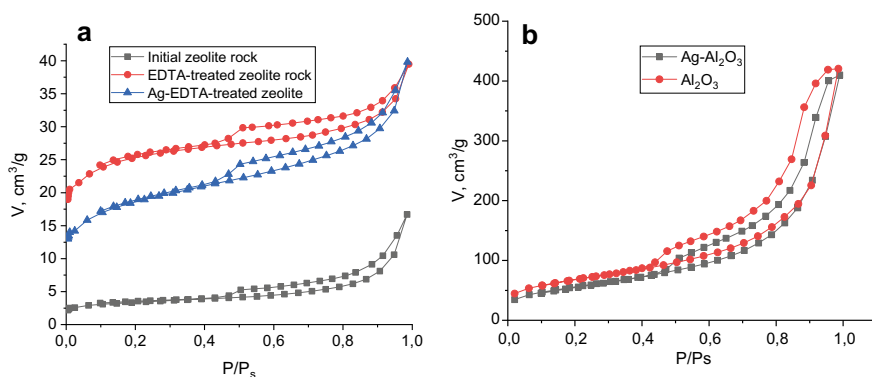 a
Initial zeolite rock
EDTA-treated zeolite rock
Ag-EDTA-treated zeolite
V, cm³/g
40
35
30
25
20
15
10
5
0
0,0 0,2 0,4 0,6 0,8 1,0
P/Pₛ
b
Ag-Al₂O₃
Al₂O₃
V, cm³/g
500
400
300
200
100
0
0,0 0,2 0,4 0,6 0,8 1,0
P/Ps